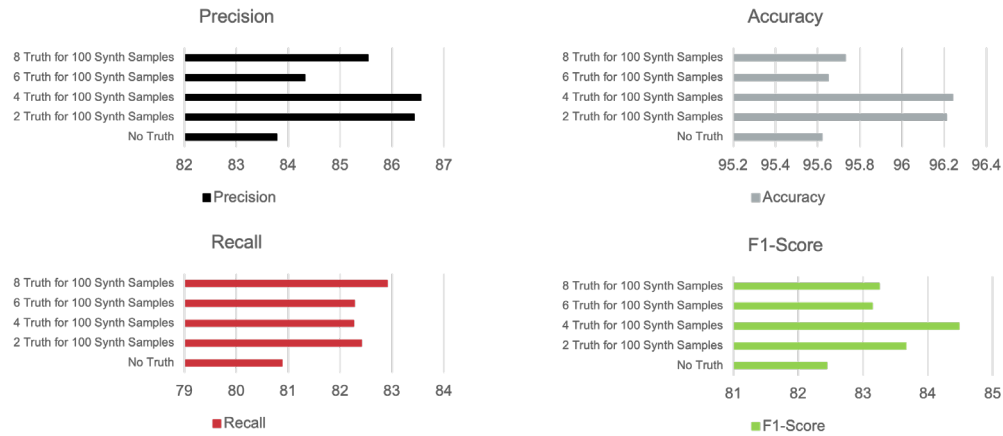 Precision
8 Truth for 100 Synth Samples
6 Truth for 100 Synth Samples
4 Truth for 100 Synth Samples
2 Truth for 100 Synth Samples
No Truth
82 83 84 85 86 87
Precision
Accuracy
8 Truth for 100 Synth Samples
6 Truth for 100 Synth Samples
4 Truth for 100 Synth Samples
2 Truth for 100 Synth Samples
No Truth
95.2 95.4 95.6 95.8 96 96.2 96.4
Accuracy
Recall
8 Truth for 100 Synth Samples
6 Truth for 100 Synth Samples
4 Truth for 100 Synth Samples
2 Truth for 100 Synth Samples
No Truth
79 80 81 82 83 84
Recall
F1-Score
8 Truth for 100 Synth Samples
6 Truth for 100 Synth Samples
4 Truth for 100 Synth Samples
2 Truth for 100 Synth Samples
No Truth
81 82 83 84 85
F1-Score